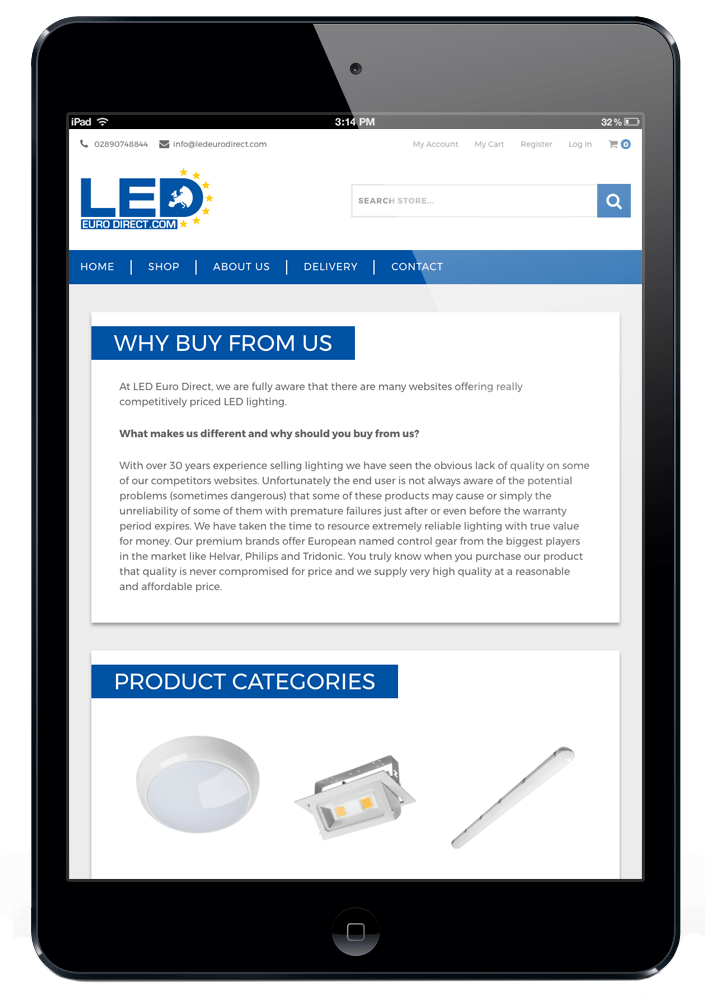 iPad 3:14 PM 32 %
02890748844 info@ledeurodirect.com My Account My Cart Register Log In 0
LED
EURO DIRECT.COM
SEARCH STORE...
HOME SHOP ABOUT US DELIVERY CONTACT
WHY BUY FROM US
At LED Euro Direct, we are fully aware that there are many websites offering really
competitively priced LED lighting.
What makes us different and why should you buy from us?
With over 30 years experience selling lighting we have seen the obvious lack of quality on some
of our competitors websites. Unfortunately the end user is not always aware of the potential
problems (sometimes dangerous) that some of these products may cause or simply the
unreliability of some of them with premature failures just after or even before the warranty
period expires. We have taken the time to resource extremely reliable lighting with true value
for money. Our premium brands offer European named control gear from the biggest players
in the market like Helvar, Philips and Tridonic. You truly know when you purchase our product
that quality is never compromised for price and we supply very high quality at a reasonable
and affordable price.
PRODUCT CATEGORIES